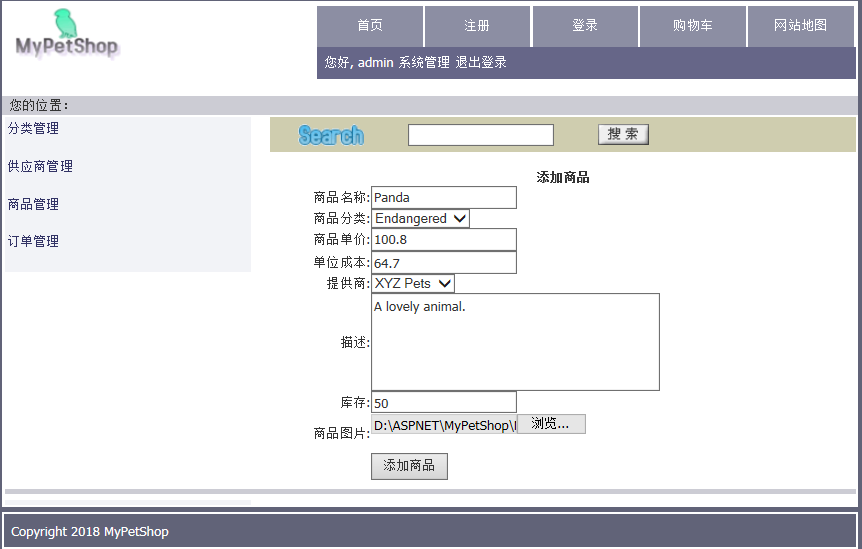 MyPetShop
首页 注册 登录 购物车 网站地图
您好, admin 系统管理 退出登录
您的位置：
分类管理
供应商管理
商品管理
订单管理
Search 搜 索
添加商品
商品名称: Panda
商品分类: Endangered
商品单价: 100.8
单位成本: 64.7
提供商: XYZ Pets
描述: A lovely animal.
库存: 50
商品图片: D:\ASPNET\MyPetShop\ 浏览...
添加商品
Copyright 2018 MyPetShop